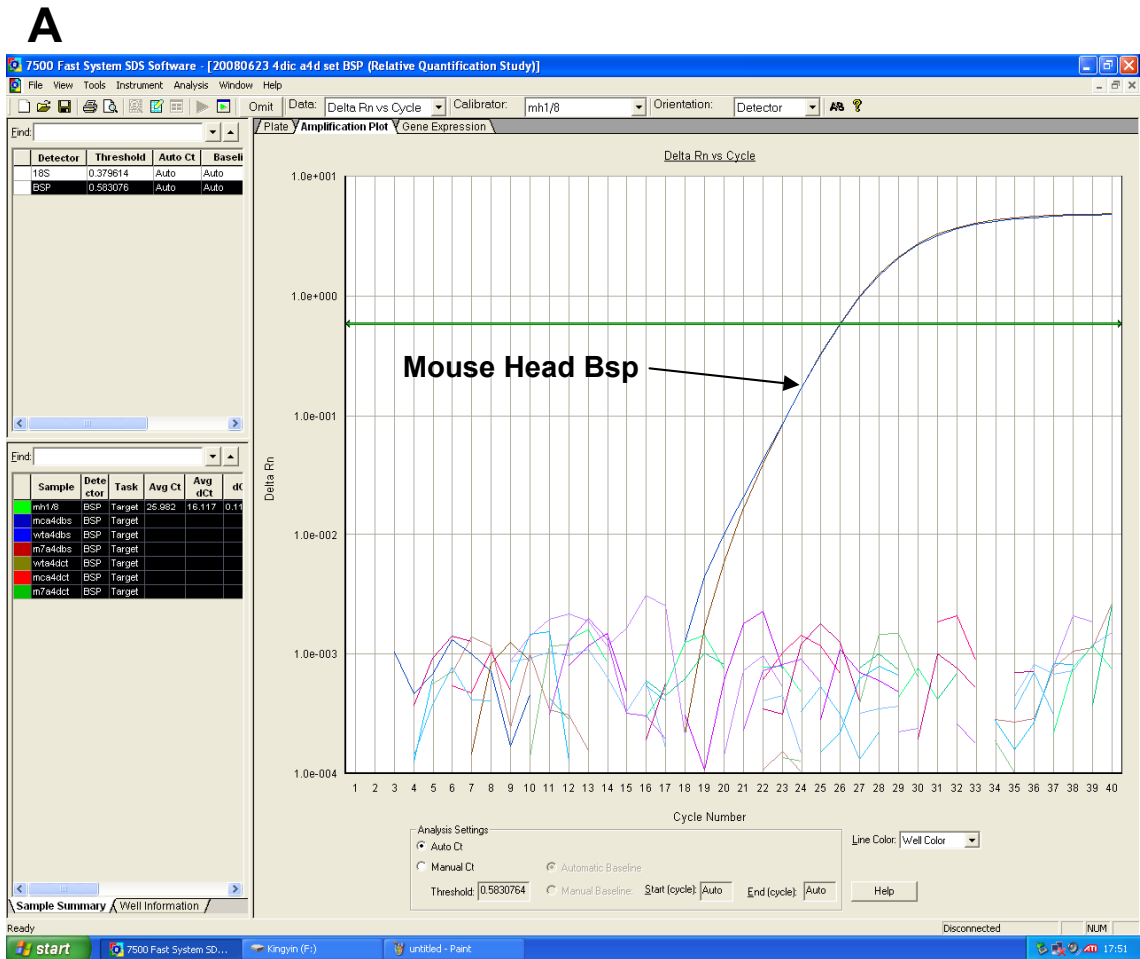 A
7500 Fast System SDS Software - [20080623 4dic a4d set BSP (Relative Quantification Study)]
File View Tools Instrument Analysis Window Help
Omit Data: Delta Rn vs Cycle Calibrator: mh1/8 Orientation: Detector
Find:
Plate Amplification Plot Gene Expression
Detector Threshold Auto Ct Baseli
18S 0.379614 Auto Auto
BSP 0.583076 Auto Auto
Delta Rn vs Cycle
1.0e+001
1.0e+000
Mouse Head Bsp
1.0e-001
Delta Rn
1.0e-002
1.0e-003
1.0e-004
1 2 3 4 5 6 7 8 9 10 11 12 13 14 15 16 17 18 19 20 21 22 23 24 25 26 27 28 29 30 31 32 33 34 35 36 37 38 39 40
Cycle Number
Find:
Sample Detector Task Avg Ct Avg dCt dC
mh1/8 BSP Target 25.982 16.117 0.11
mca4dbs BSP Target
wta4dbs BSP Target
m7a4dbs BSP Target
wta4dct BSP Target
mca4dct BSP Target
m7a4dct BSP Target
Analysis Settings
Auto Ct
Manual Ct Automatic Baseline
Threshold: 0.5830764 Manual Baseline: Start (cycle): Auto End (cycle): Auto Help
Line Color: Well Color
Sample Summary Well Information
Ready Disconnected NUM
start 7500 Fast System SD... Kingyin (F:) untitled - Paint ATI 17:51